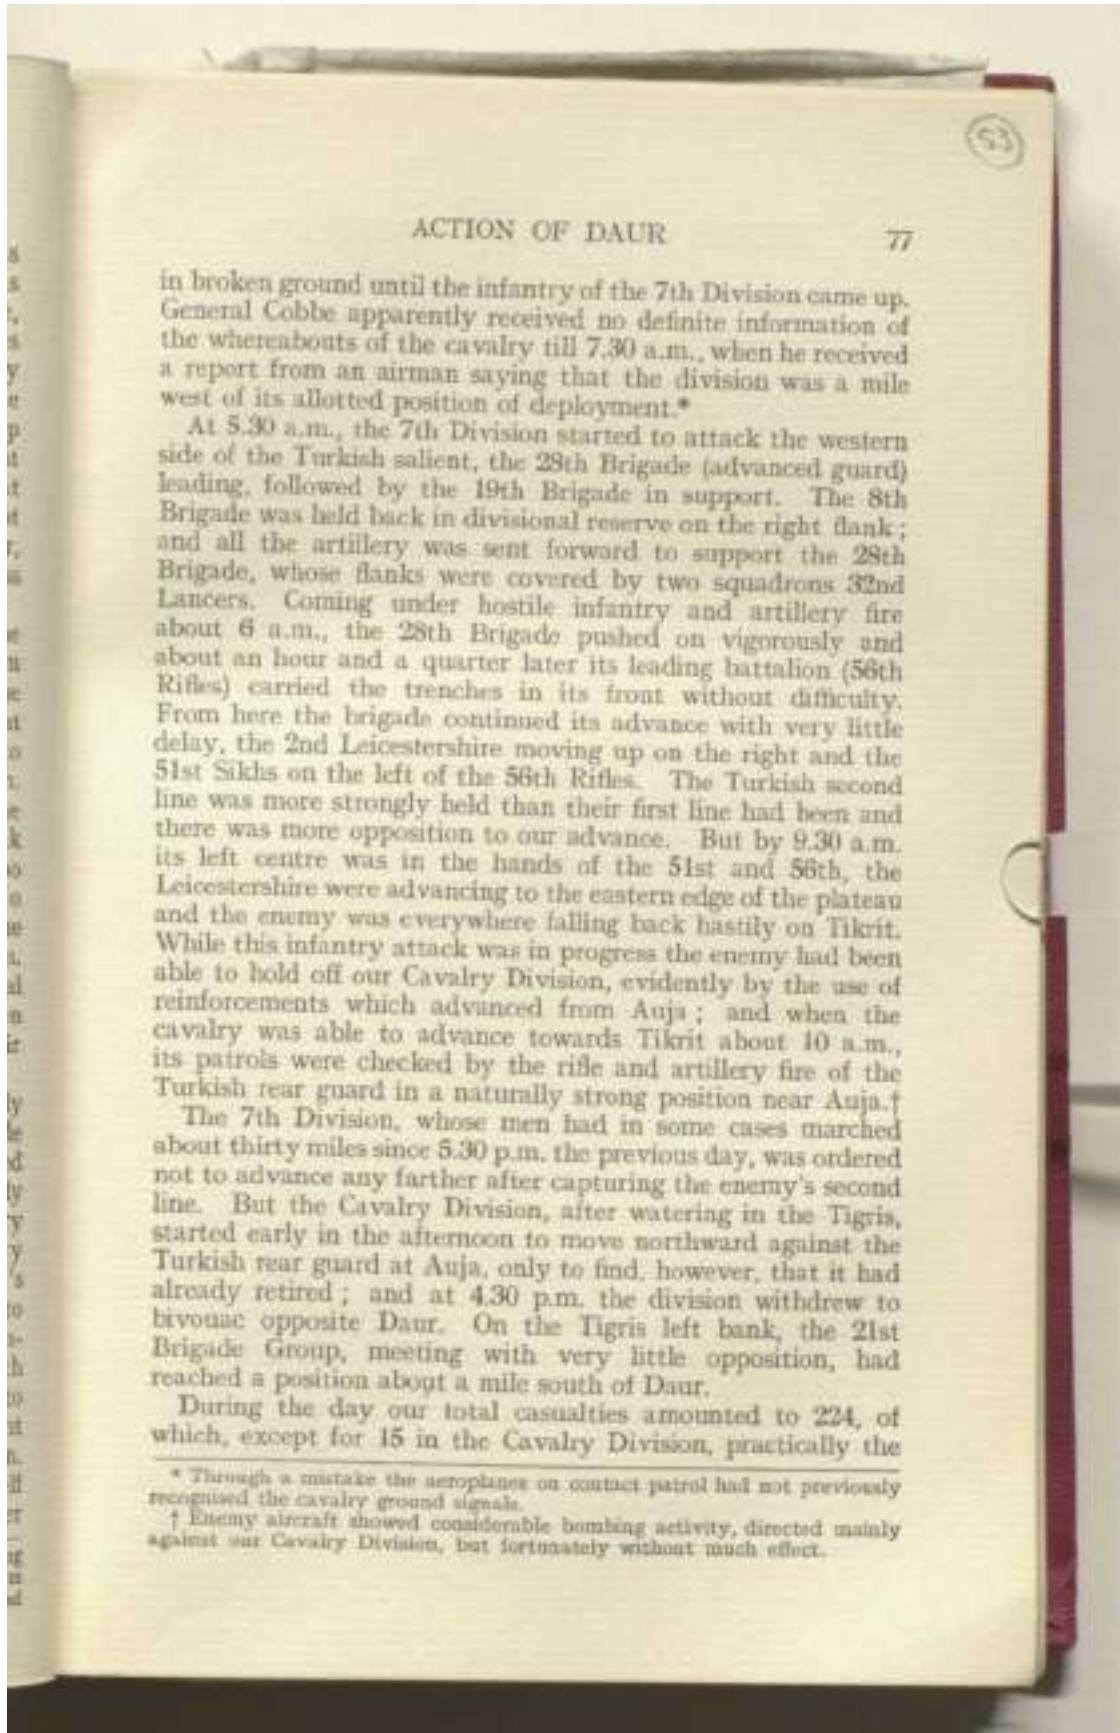 53
ACTION OF DAUR 77
in broken ground until the infantry of the 7th Division came up.
General Cobbe apparently received no definite information of
the whereabouts of the cavalry till 7.30 a.m., when he received
a report from an airman saying that the division was a mile
west of its allotted position of deployment.*
At 5.30 a.m., the 7th Division started to attack the western
side of the Turkish salient, the 28th Brigade (advanced guard)
leading, followed by the 19th Brigade in support. The 8th
Brigade was held back in divisional reserve on the right flank ;
and all the artillery was sent forward to support the 28th
Brigade, whose flanks were covered by two squadrons 32nd
Lancers. Coming under hostile infantry and artillery fire
about 6 a.m., the 28th Brigade pushed on vigorously and
about an hour and a quarter later its leading battalion (56th
Rifles) carried the trenches in its front without difficulty.
From here the brigade continued its advance with very little
delay, the 2nd Leicestershire moving up on the right and the
51st Sikhs on the left of the 56th Rifles. The Turkish second
line was more strongly held than their first line had been and
there was more opposition to our advance. But by 9.30 a.m.
its left centre was in the hands of the 51st and 56th, the
Leicestershire were advancing to the eastern edge of the plateau
and the enemy was everywhere falling back hastily on Tikrit.
While this infantry attack was in progress the enemy had been
able to hold off our Cavalry Division, evidently by the use of
reinforcements which advanced from Auja ; and when the
cavalry was able to advance towards Tikrit about 10 a.m.,
its patrols were checked by the rifle and artillery fire of the
Turkish rear guard in a naturally strong position near Auja.†
The 7th Division, whose men had in some cases marched
about thirty miles since 5.30 p.m. the previous day, was ordered
not to advance any farther after capturing the enemy's second
line. But the Cavalry Division, after watering in the Tigris,
started early in the afternoon to move northward against the
Turkish rear guard at Auja, only to find, however, that it had
already retired ; and at 4.30 p.m. the division withdrew to
bivouac opposite Daur. On the Tigris left bank, the 21st
Brigade Group, meeting with very little opposition, had
reached a position about a mile south of Daur.
During the day our total casualties amounted to 224, of
which, except for 15 in the Cavalry Division, practically the
* Through a mistake the aeroplanes on contact patrol had not previously
recognised the cavalry ground signals.
† Enemy aircraft showed considerable bombing activity, directed mainly
against our Cavalry Division, but fortunately without much effect.